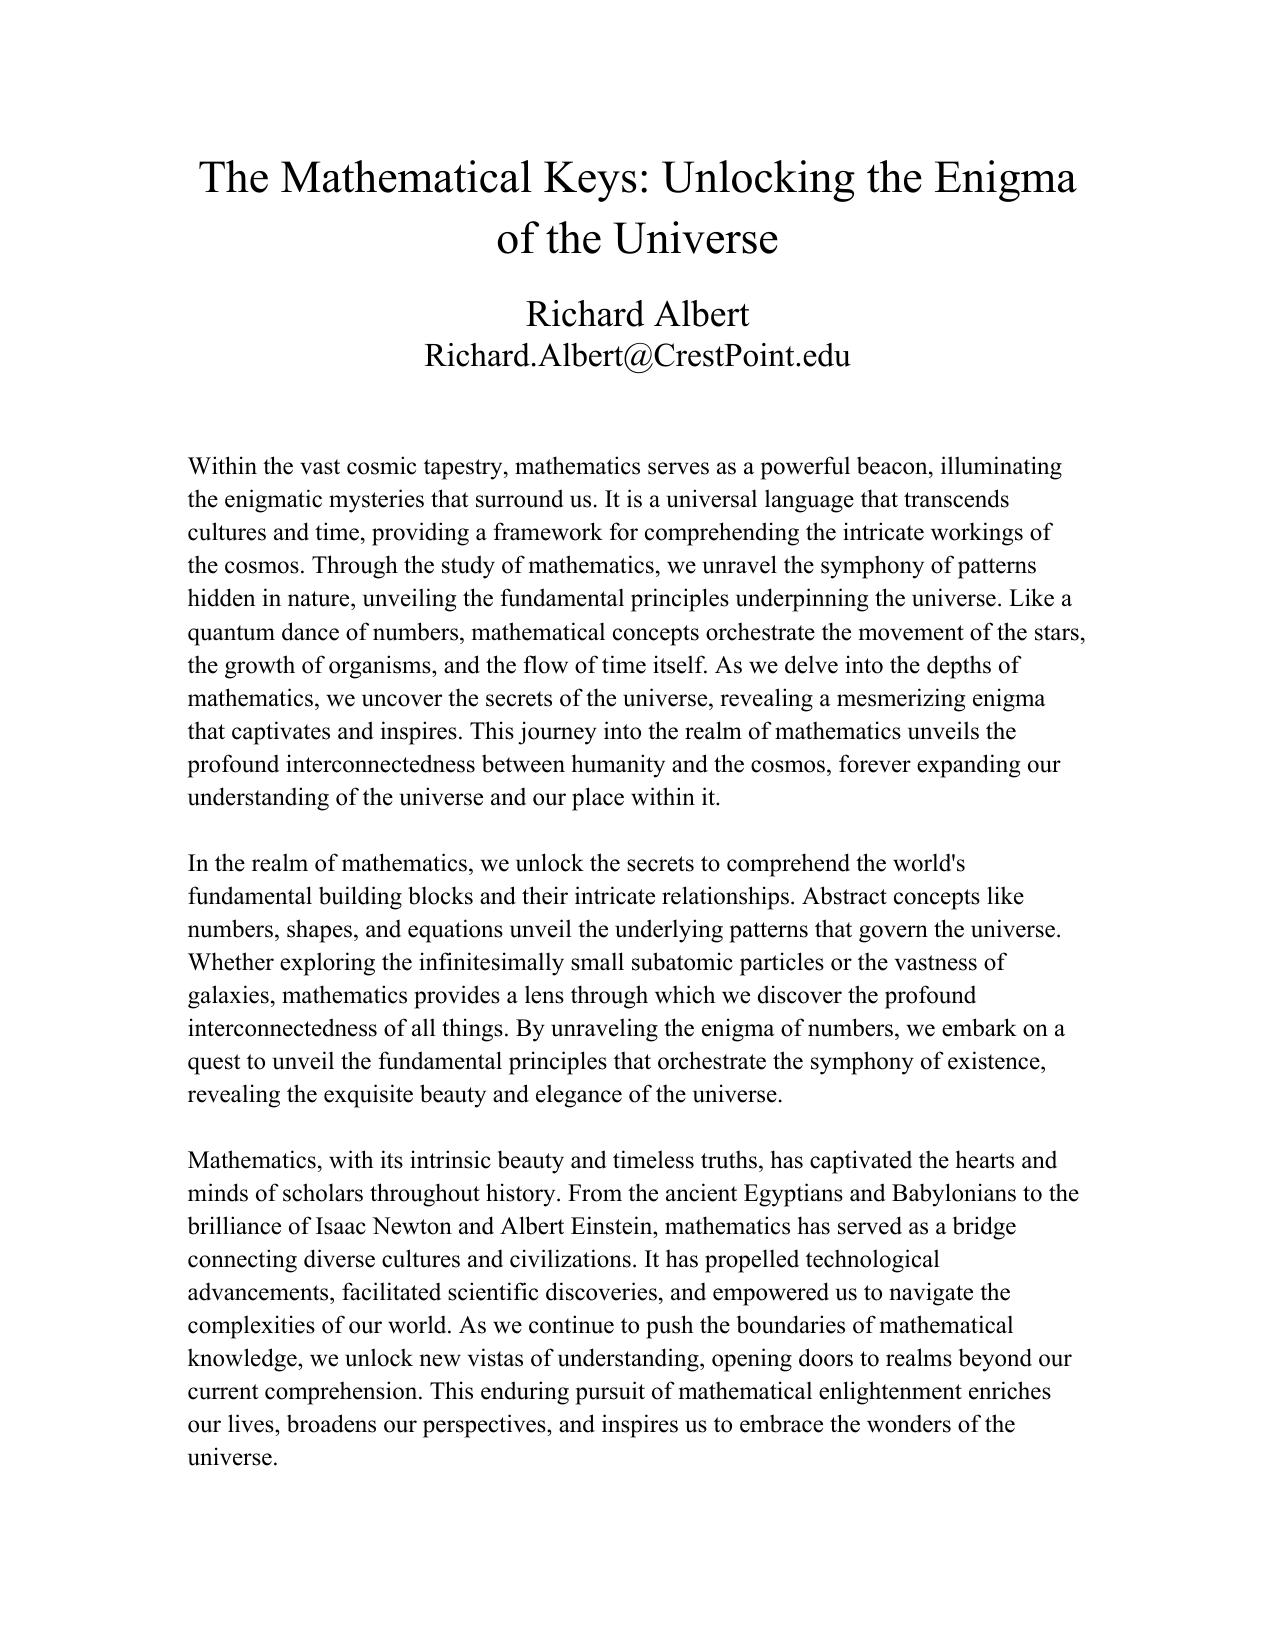 The Mathematical Keys: Unlocking the Enigma
of the Universe
Richard Albert
Richard.Albert@CrestPoint.edu
Within the vast cosmic tapestry, mathematics serves as a powerful beacon, illuminating
the enigmatic mysteries that surround us. It is a universal language that transcends
cultures and time, providing a framework for comprehending the intricate workings of
the cosmos. Through the study of mathematics, we unravel the symphony of patterns
hidden in nature, unveiling the fundamental principles underpinning the universe. Like a
quantum dance of numbers, mathematical concepts orchestrate the movement of the stars,
the growth of organisms, and the flow of time itself. As we delve into the depths of
mathematics, we uncover the secrets of the universe, revealing a mesmerizing enigma
that captivates and inspires. This journey into the realm of mathematics unveils the
profound interconnectedness between humanity and the cosmos, forever expanding our
understanding of the universe and our place within it.
In the realm of mathematics, we unlock the secrets to comprehend the world's
fundamental building blocks and their intricate relationships. Abstract concepts like
numbers, shapes, and equations unveil the underlying patterns that govern the universe.
Whether exploring the infinitesimally small subatomic particles or the vastness of
galaxies, mathematics provides a lens through which we discover the profound
interconnectedness of all things. By unraveling the enigma of numbers, we embark on a
quest to unveil the fundamental principles that orchestrate the symphony of existence,
revealing the exquisite beauty and elegance of the universe.
Mathematics, with its intrinsic beauty and timeless truths, has captivated the hearts and
minds of scholars throughout history. From the ancient Egyptians and Babylonians to the
brilliance of Isaac Newton and Albert Einstein, mathematics has served as a bridge
connecting diverse cultures and civilizations. It has propelled technological
advancements, facilitated scientific discoveries, and empowered us to navigate the
complexities of our world. As we continue to push the boundaries of mathematical
knowledge, we unlock new vistas of understanding, opening doors to realms beyond our
current comprehension. This enduring pursuit of mathematical enlightenment enriches
our lives, broadens our perspectives, and inspires us to embrace the wonders of the
universe.